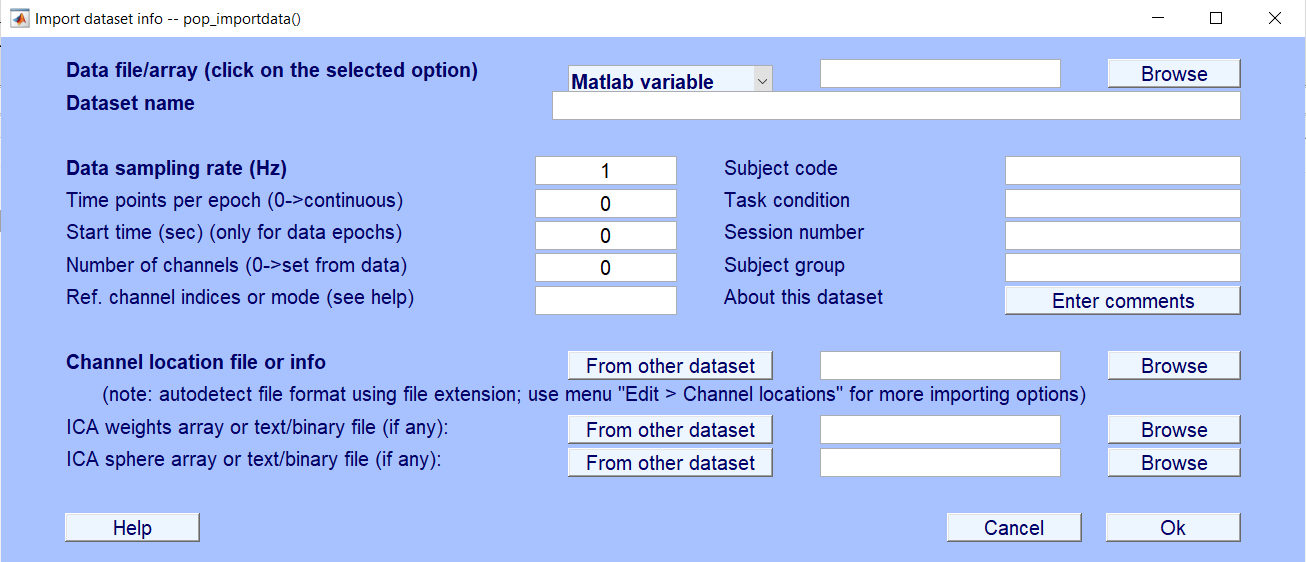 Import dataset info -- pop_importdata()
Data file/array (click on the selected option) Matlab variable Browse
Dataset name
Data sampling rate (Hz) 1 Subject code
Time points per epoch (0->continuous) 0 Task condition
Start time (sec) (only for data epochs) 0 Session number
Number of channels (0->set from data) 0 Subject group
Ref. channel indices or mode (see help) About this dataset Enter comments
Channel location file or info From other dataset Browse
(note: autodetect file format using file extension; use menu "Edit > Channel locations" for more importing options)
ICA weights array or text/binary file (if any): From other dataset Browse
ICA sphere array or text/binary file (if any): From other dataset Browse
Help Cancel Ok